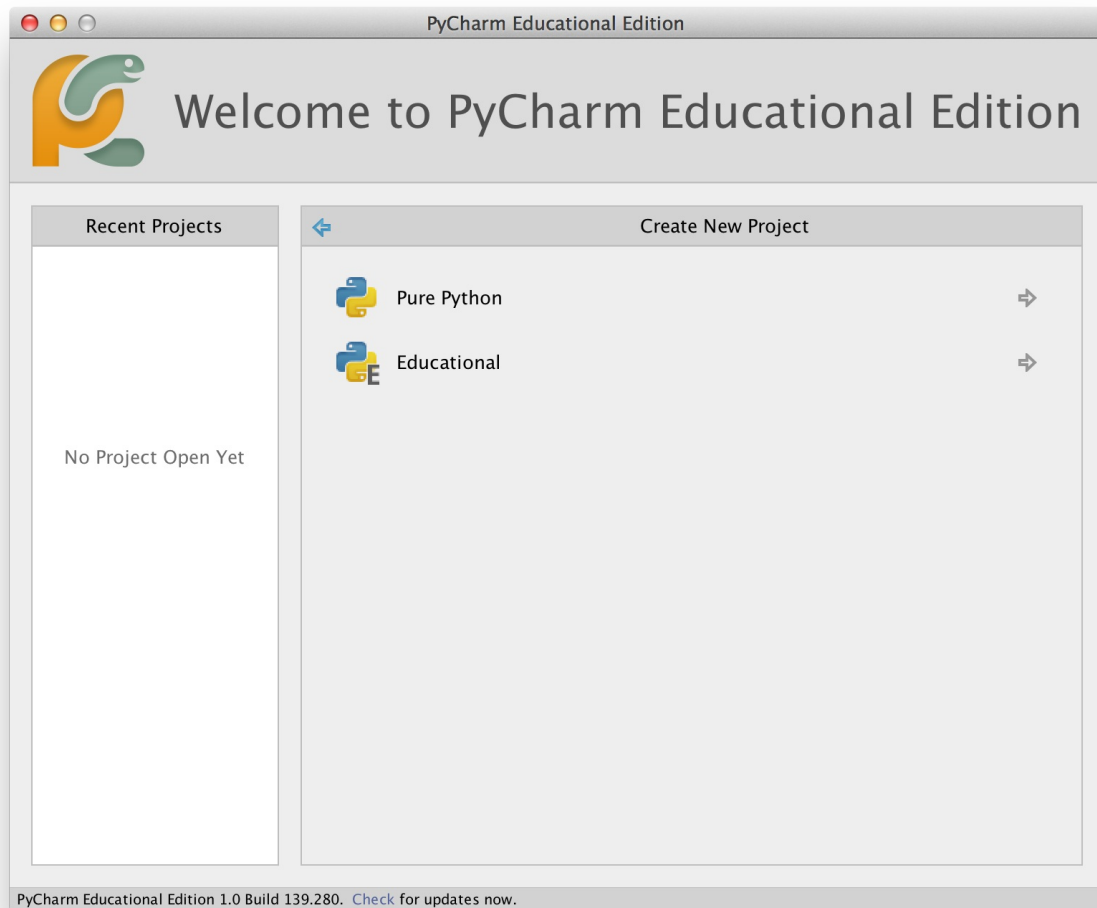 PyCharm Educational Edition
Welcome to PyCharm Educational Edition
Recent Projects
Create New Project
Pure Python
E
Educational
No Project Open Yet
PyCharm Educational Edition 1.0 Build 139.280. Check for updates now.